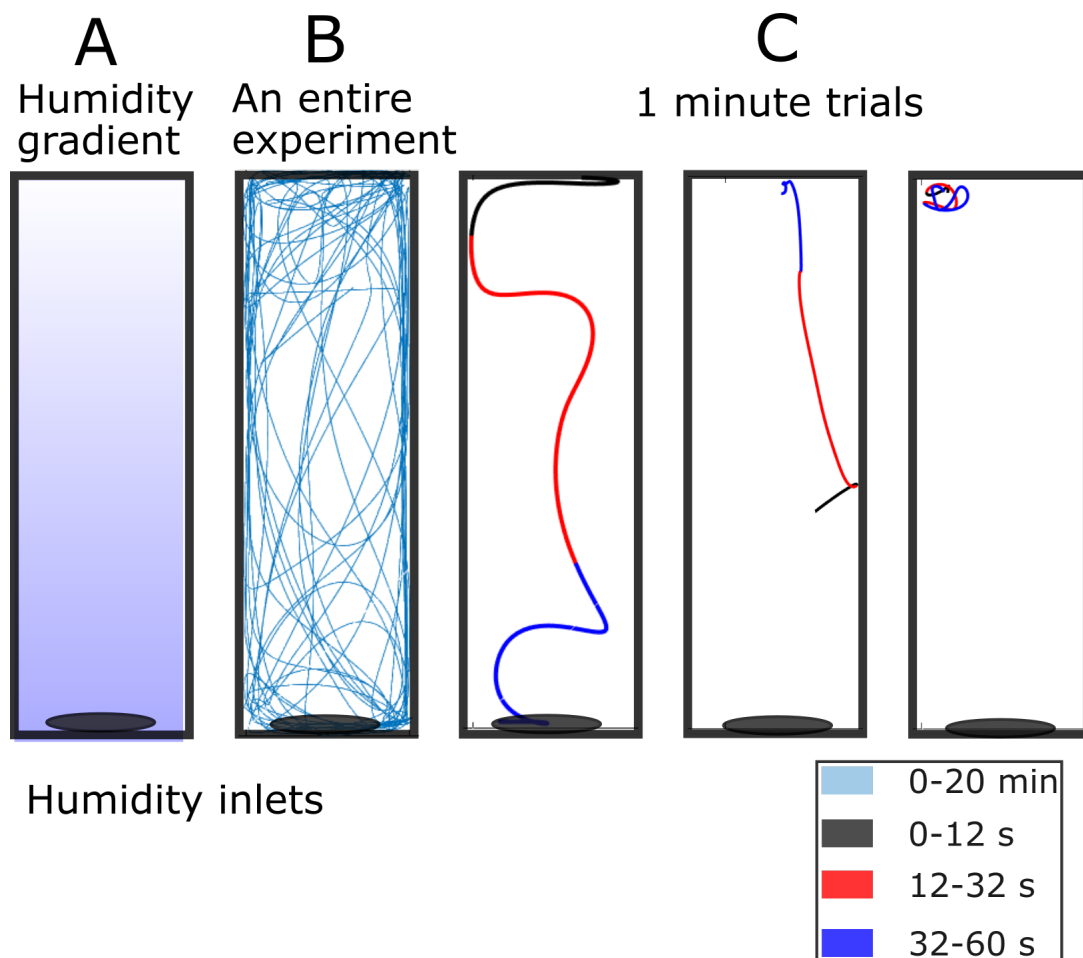 A
Humidity
gradient
B
An entire
experiment
C
1 minute trials
Humidity inlets
0-20 min
0-12 s
12-32 s
32-60 s